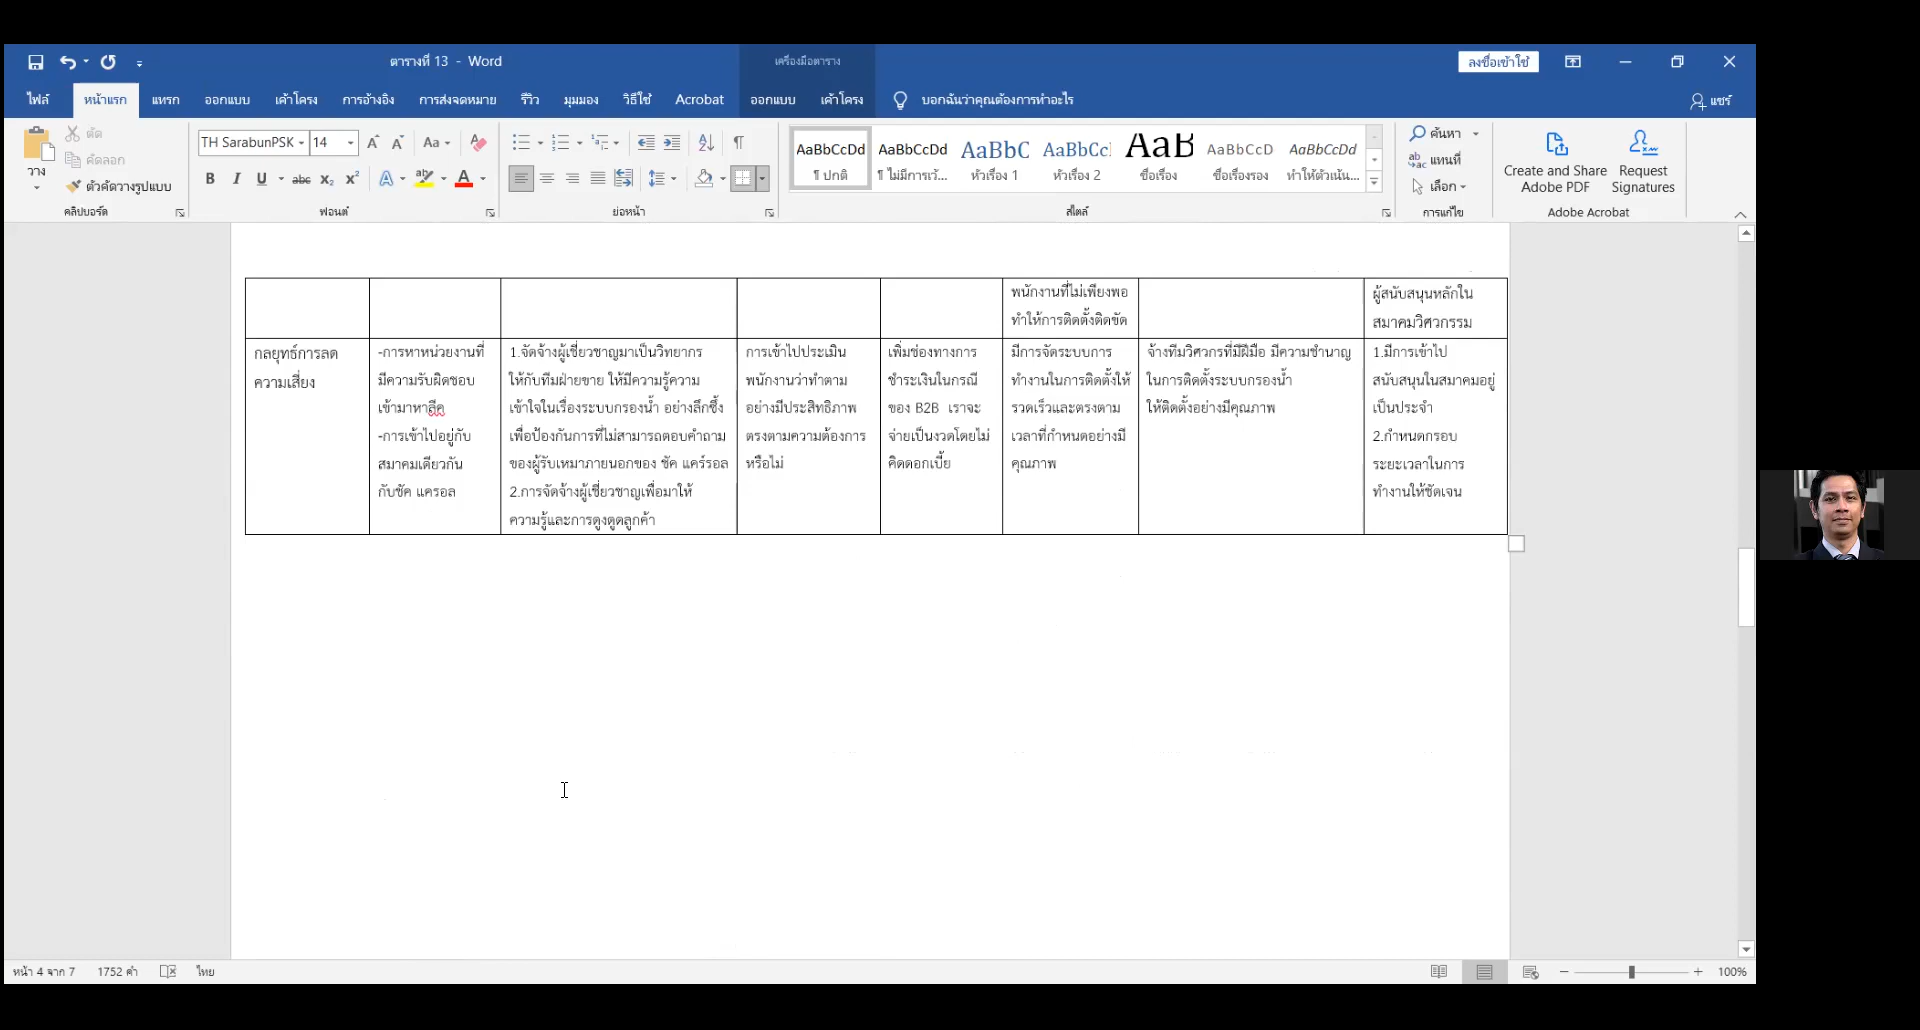 ตารางที่ 13 - Word
เครื่องมือตาราง
ลงชื่อเข้าใช้
ไฟล์
หน้าแรก
แทรก
ออกแบบ
เค้าโครง
การอ้างอิง
การส่งจดหมาย
รีวิว
มุมมอง
วิธีใช้
Acrobat
ออกแบบ
เค้าโครง
บอกฉันว่าคุณต้องการทำอะไร
แชร์
วาง
ตัด
คัดลอก
ตัวคัดวางรูปแบบ
คลิปบอร์ด
TH SarabunPSK
14
ฟอนต์
ย่อหน้า
AaBbCcDd
¶ ปกติ
AaBbCcDd
¶ ไม่มีการเว้...
AaBbC
หัวเรื่อง 1
AaBbCc
หัวเรื่อง 2
AaB
ชื่อเรื่อง
AaBbCcD
ชื่อเรื่องรอง
AaBbCcDd
ทำให้ตัวเน้น...
สไตล์
ค้นหา
แทนที่
เลือก
การแก้ไข
Create and Share
Adobe PDF
Request
Signatures
Adobe Acrobat
พนักงานที่ไม่เพียงพอ
ทำให้การติดตั้งติดขัด
ผู้สนับสนุนหลักใน
สมาคมวิศวกรรม
กลยุทธ์การลด
ความเสี่ยง
-การหาหน่วยงานที่
มีความรับผิดชอบ
เข้ามาหาลีค
-การเข้าไปอยู่กับ
สมาคมเดียวกัน
กับชัค แครอล
1.จัดจ้างผู้เชี่ยวชาญมาเป็นวิทยากร
ให้กับทีมฝ่ายขาย ให้มีความรู้ความ
เข้าใจในเรื่องระบบกรองน้ำ อย่างลึกซึ้ง
เพื่อป้องกันการที่ไม่สามารถตอบคำถาม
ของผู้รับเหมาภายนอกของ ชัค แคร์รอล
2.การจัดจ้างผู้เชี่ยวชาญเพื่อมาให้
ความรู้และการดูงดูดลูกค้า
การเข้าไปประเมิน
พนักงานว่าทำตาม
อย่างมีประสิทธิภาพ
ตรงตามความต้องการ
หรือไม่
เพิ่มช่องทางการ
ชำระเงินในกรณี
ของ B2B เราจะ
จ่ายเป็นงวดโดยไม่
คิดดอกเบี้ย
มีการจัดระบบการ
ทำงานในการติดตั้งให้
รวดเร็วและตรงตาม
เวลาที่กำหนดอย่างมี
คุณภาพ
จ้างทีมวิศวกรที่มีฝีมือ มีความชำนาญ
ในการติดตั้งระบบกรองน้ำ
ให้ติดตั้งอย่างมีคุณภาพ
1.มีการเข้าไป
สนับสนุนในสมาคมอยู่
เป็นประจำ
2.กำหนดกรอบ
ระยะเวลาในการ
ทำงานให้ชัดเจน
หน้า 4 จาก 7
1752 คำ
ไทย
100%